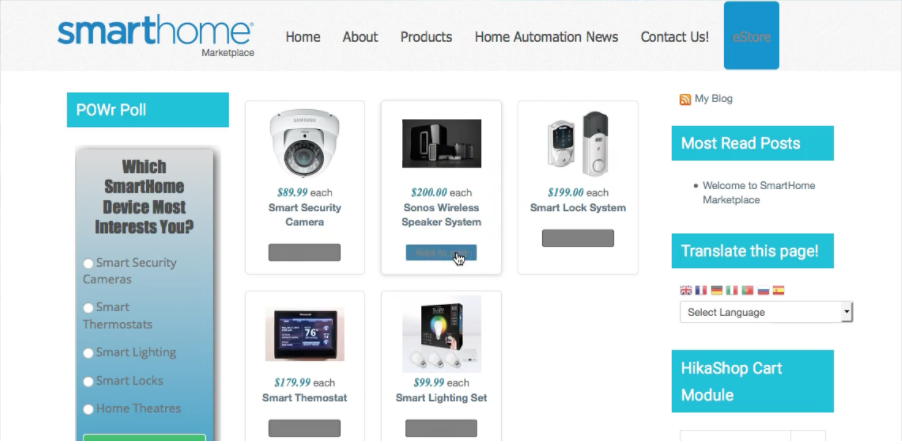 smarthome
Marketplace
Home
About
Products
Home Automation News
Contact Us!
eStore
POWr Poll
Which
SmartHome
Device Most
Interests You?
Smart Security
Cameras
Smart
Thermostats
Smart Lighting
Smart Locks
Home Theatres
SAMSUNG
$89.99 each
Smart Security
Camera
$200.00 each
Sonos Wireless
Speaker System
$199.00 each
Smart Lock System
76°
$179.99 each
Smart Thermostat
$99.99 each
Smart Lighting Set
My Blog
Most Read Posts
Welcome to SmartHome
Marketplace
Translate this page!
Select Language
HikaShop Cart
Module